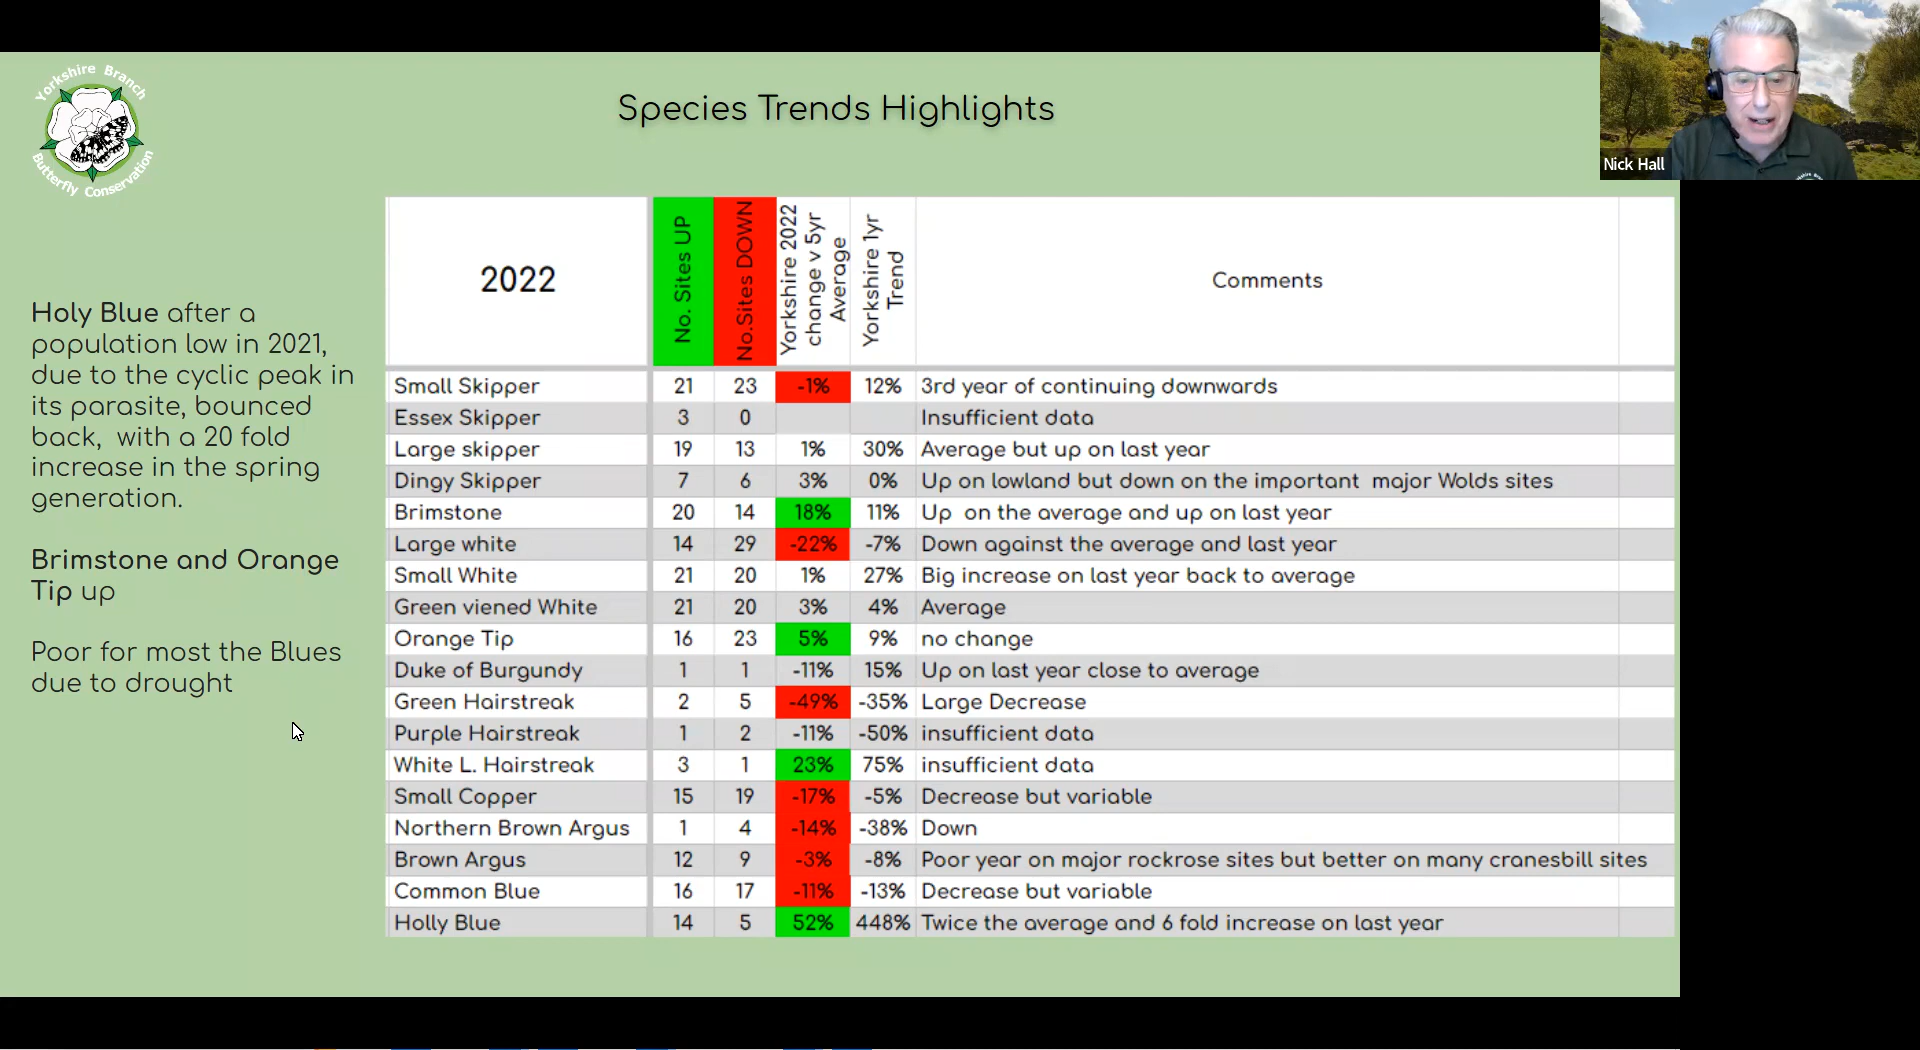 Yorkshire Branch
Butterfly Conservation
Species Trends Highlights
Nick Hall
Holy Blue after a
population low in 2021,
due to the cyclic peak in
its parasite, bounced
back, with a 20 fold
increase in the spring
generation.
Brimstone and Orange
Tip up
Poor for most the Blues
due to drought
2022 No. Sites UP No.Sites DOWN Yorkshire 2022 change v 5yr Average Yorkshire 1yr Trend Comments
Small Skipper 21 23 -1% 12% 3rd year of continuing downwards
Essex Skipper 3 0 Insufficient data
Large skipper 19 13 1% 30% Average but up on last year
Dingy Skipper 7 6 3% 0% Up on lowland but down on the important major Wolds sites
Brimstone 20 14 18% 11% Up on the average and up on last year
Large white 14 29 -22% -7% Down against the average and last year
Small White 21 20 1% 27% Big increase on last year back to average
Green viened White 21 20 3% 4% Average
Orange Tip 16 23 5% 9% no change
Duke of Burgundy 1 1 -11% 15% Up on last year close to average
Green Hairstreak 2 5 -49% -35% Large Decrease
Purple Hairstreak 1 2 -11% -50% insufficient data
White L. Hairstreak 3 1 23% 75% insufficient data
Small Copper 15 19 -17% -5% Decrease but variable
Northern Brown Argus 1 4 -14% -38% Down
Brown Argus 12 9 -3% -8% Poor year on major rockrose sites but better on many cranesbill sites
Common Blue 16 17 -11% -13% Decrease but variable
Holly Blue 14 5 52% 448% Twice the average and 6 fold increase on last year